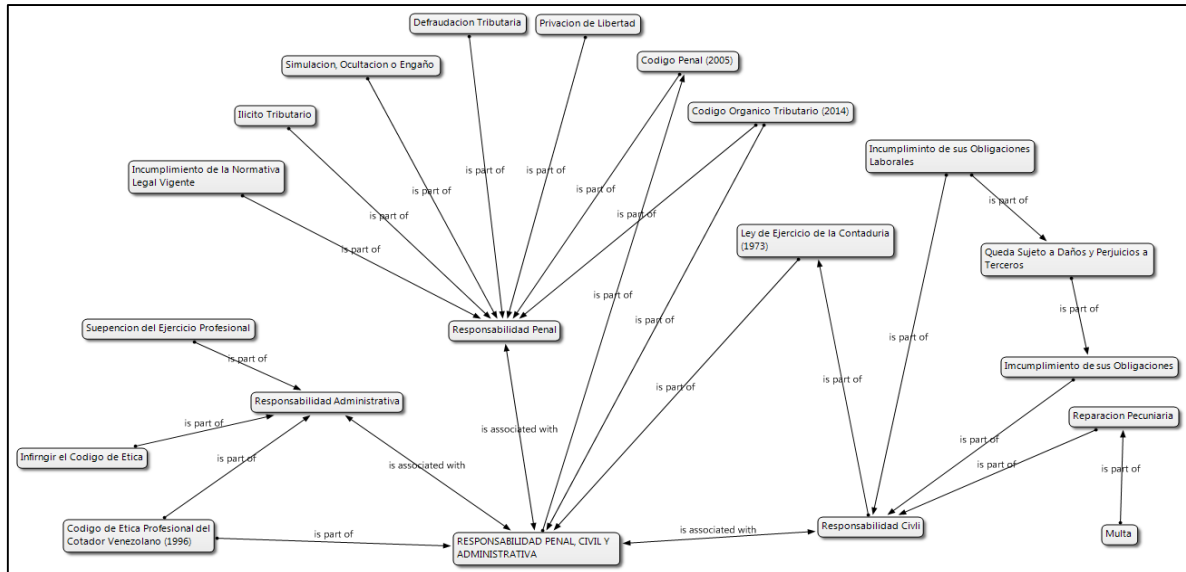 Defraudacion Tributaria
Privacion de Libertad
Simulacion, Ocultacion o Engaño
Codigo Penal (2005)
Ilicito Tributario
Codigo Organico Tributario (2014)
Incumpliminto de sus Obligaciones
Laborales
Incumplimiento de la Normativa
Legal Vigente
is part of
is part of
is part of
is part of
is part of
is part of
is part of
is part of
is part of
Ley de Ejercicio de la Contaduria
(1973)
Queda Sujeto a Daños y Perjuicios a
Terceros
is part of
is part of
is part of
Suepencion del Ejercicio Profesional
Responsabilidad Penal
is part of
is part of
is part of
is part of
Imcumplimiento de sus Obligaciones
Responsabilidad Administrativa
Reparacion Pecuniaria
is part of
is associated with
is part of
Infirngir el Codigo de Etica
is part of
is associated with
is part of
is part of
Codigo de Etica Profesional del
Cotador Venezolano (1996)
is part of
RESPONSABILIDAD PENAL, CIVIL Y
ADMINISTRATIVA
is associated with
Responsabilidad Civli
Multa